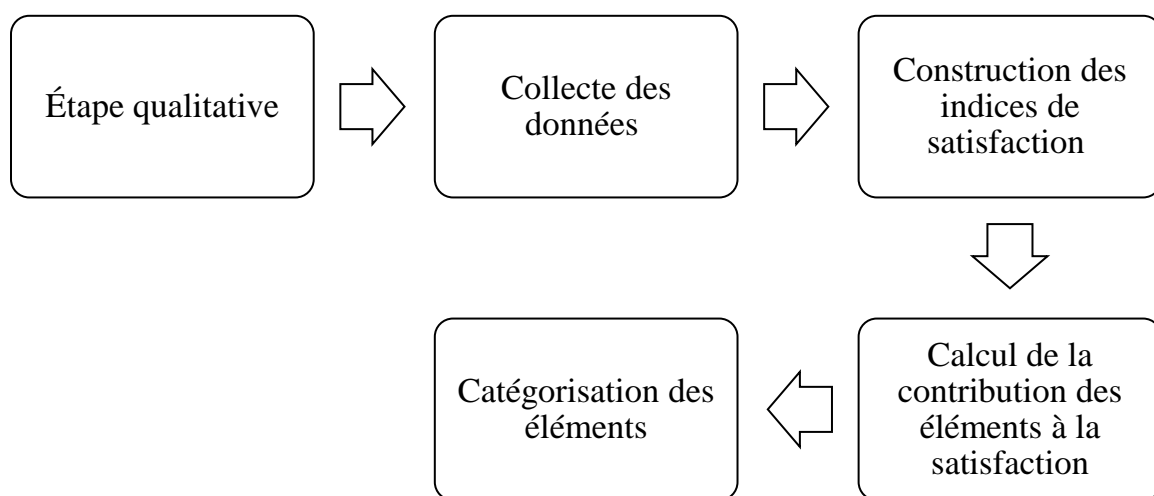 Étape qualitative
Collecte des
données
Construction des
indices de
satisfaction
Calcul de la
contribution des
éléments à la
satisfaction
Catégorisation des
éléments